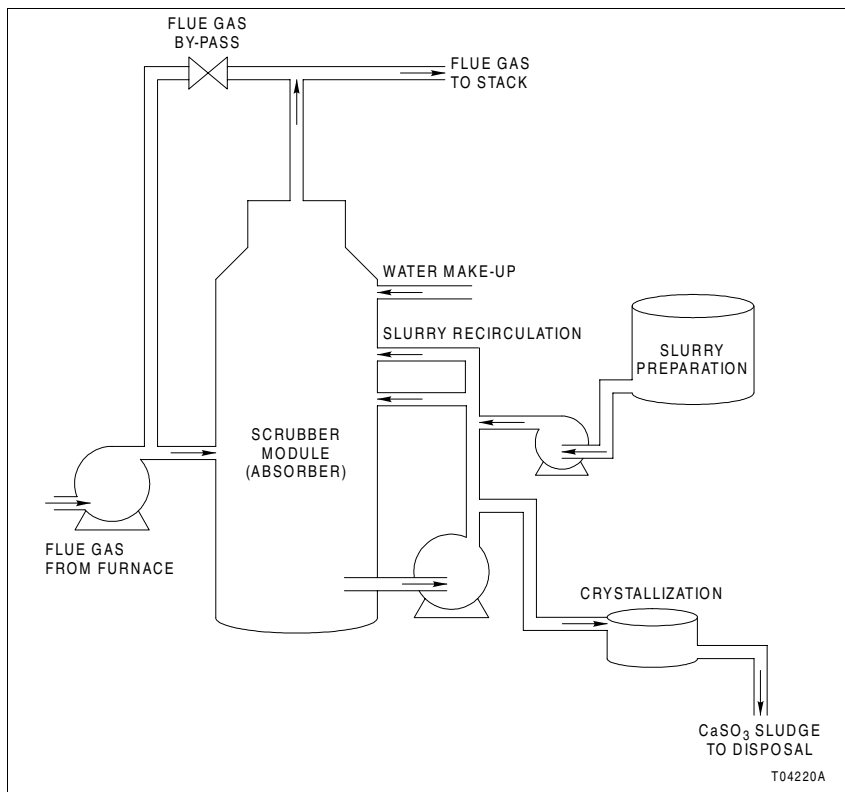 FLUE GAS
BY-PASS
FLUE GAS
TO STACK
WATER MAKE-UP
SLURRY RECIRCULATION
SLURRY
PREPARATION
SCRUBBER
MODULE
(ABSORBER)
FLUE GAS
FROM FURNACE
CRYSTALLIZATION
CaSO₃ SLUDGE
TO DISPOSAL
T04220A